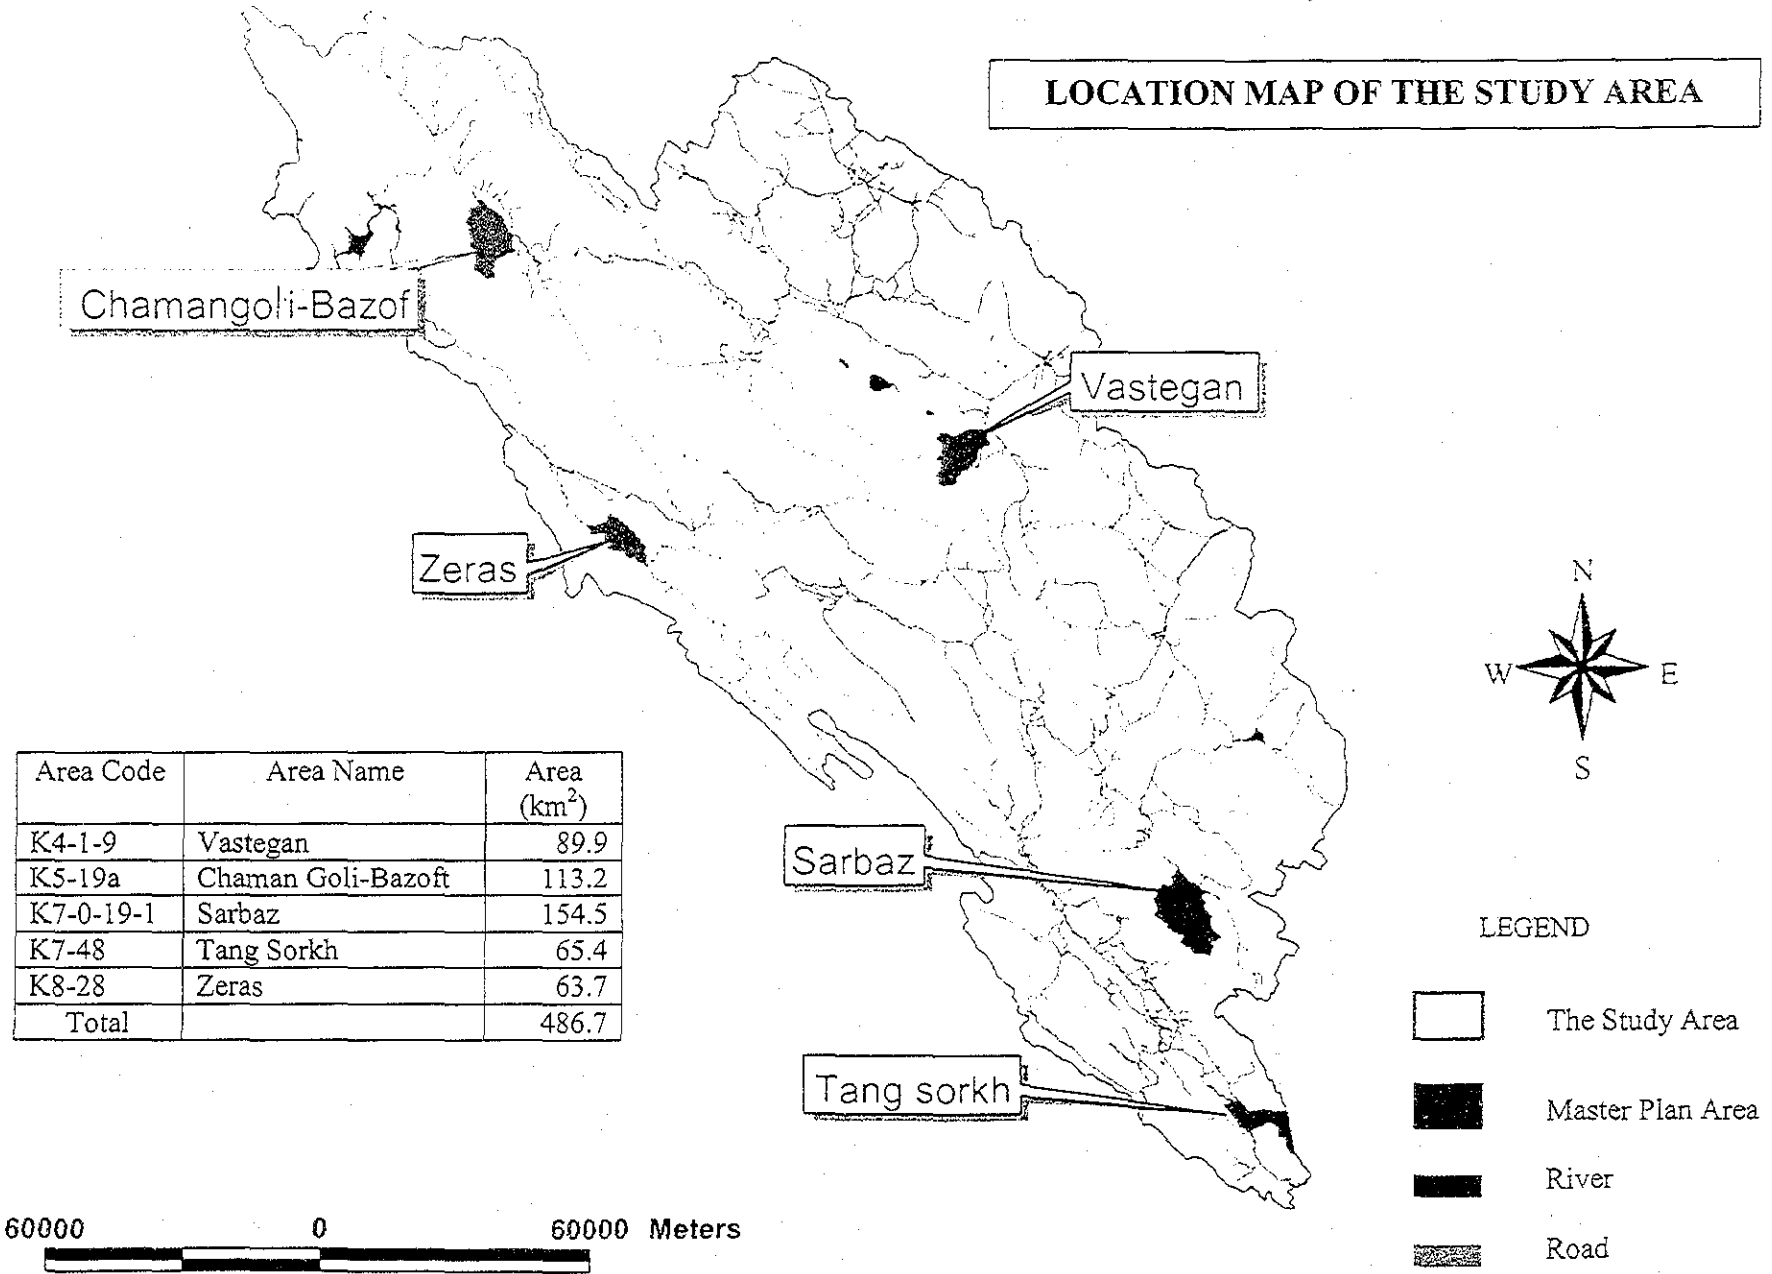 LOCATION MAP OF THE STUDY AREA
Chamangoli-Bazof
Vastegan
Zeras
N
W E
S
Area Code Area Name Area (km²)
K4-1-9 Vastegan 89.9
K5-19a Chaman Goli-Bazoft 113.2
K7-0-19-1 Sarbaz 154.5
K7-48 Tang Sorkh 65.4
K8-28 Zeras 63.7
Total 486.7
Sarbaz
Tang sorkh
LEGEND
The Study Area
Master Plan Area
River
Road
60000 0 60000 Meters